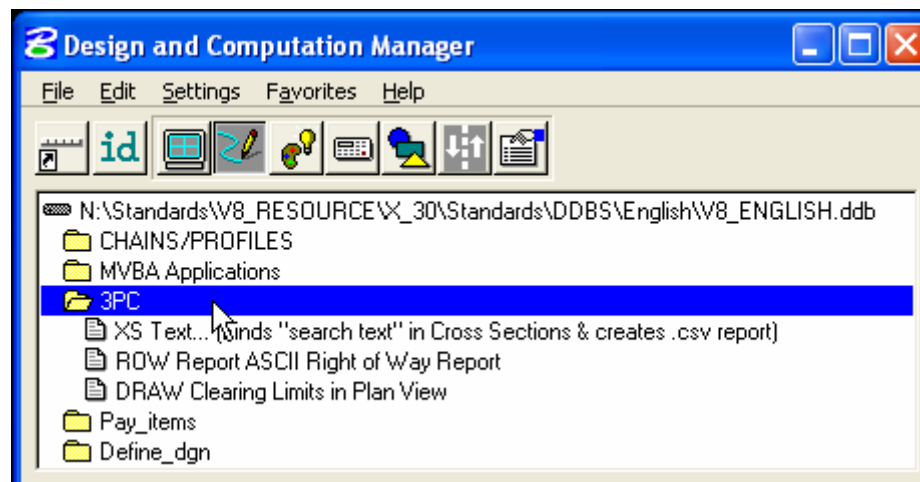 Design and Computation Manager
File Edit Settings Favorites Help
id
N:\Standards\V8_RESOURCE\X_30\Standards\DDBS\English\V8_ENGLISH.ddb
CHAINS/PROFILES
MVBA Applications
3PC
XS Text... "search text" in Cross Sections & creates .csv report)
ROW Report ASCII Right of Way Report
DRAW Clearing Limits in Plan View
Pay_items
Define_dgn